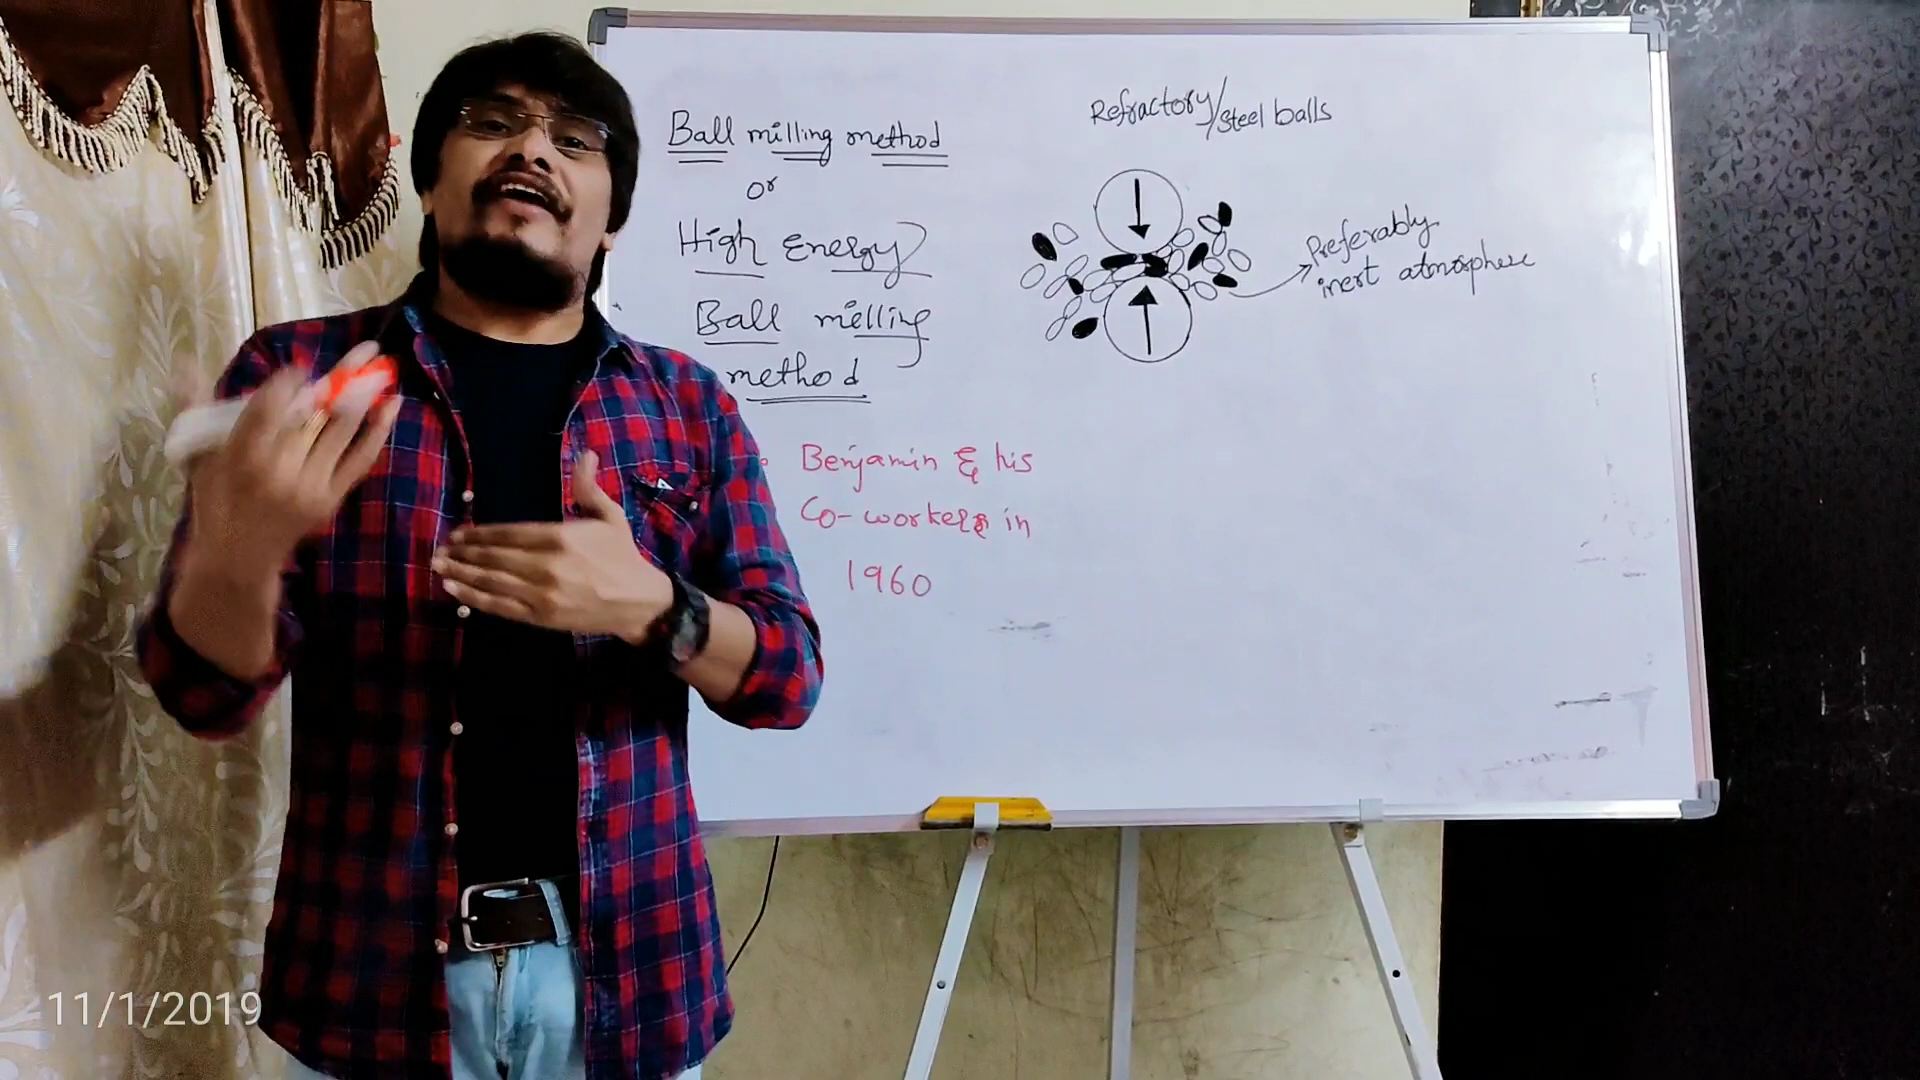 Ball milling method
or
High Energy
Ball milling
method
Benjamin & his
Co-workers in
1960
Refractory/Steel balls
Preferably
inert atmosphere
11/1/2019